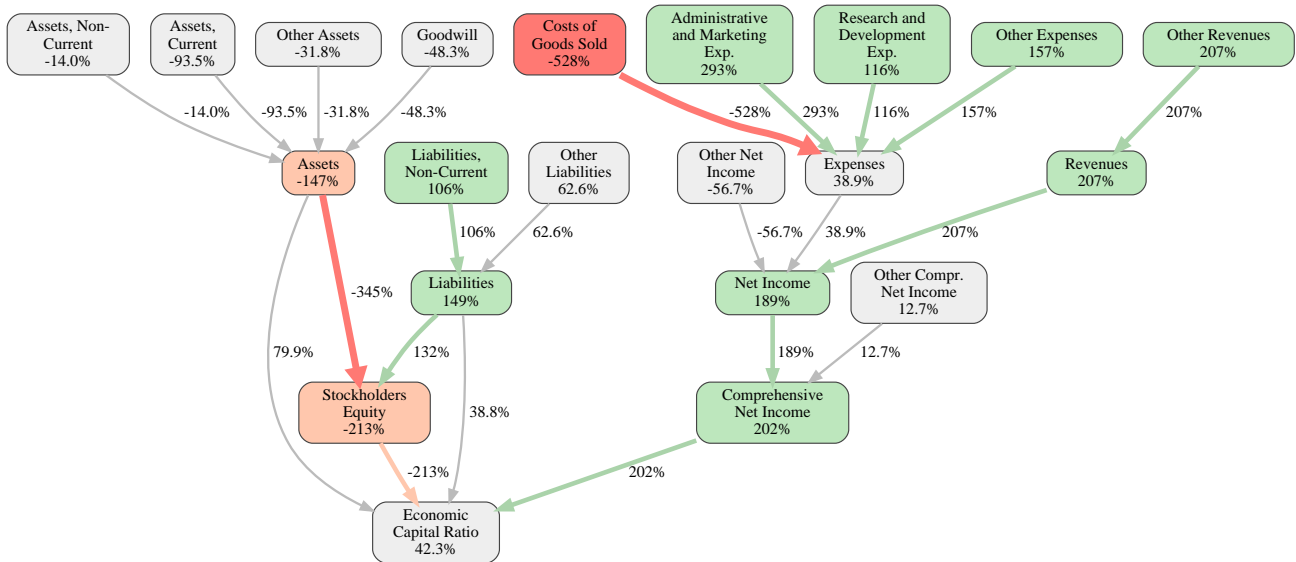 Assets, Non-
Current
-14.0%
Assets,
Current
-93.5%
Other Assets
-31.8%
Goodwill
-48.3%
Costs of
Goods Sold
-528%
Administrative
and Marketing
Exp.
293%
Research and
Development
Exp.
116%
Other Expenses
157%
Other Revenues
207%
-14.0%
-93.5%
-31.8%
-48.3%
-528%
293%
116%
157%
207%
Assets
-147%
Liabilities,
Non-Current
106%
Other
Liabilities
62.6%
Other Net
Income
-56.7%
Expenses
38.9%
Revenues
207%
106%
62.6%
-56.7%
38.9%
207%
-345%
Liabilities
149%
Net Income
189%
Other Compr.
Net Income
12.7%
79.9%
132%
189%
12.7%
Stockholders
Equity
-213%
38.8%
Comprehensive
Net Income
202%
-213%
202%
Economic
Capital Ratio
42.3%